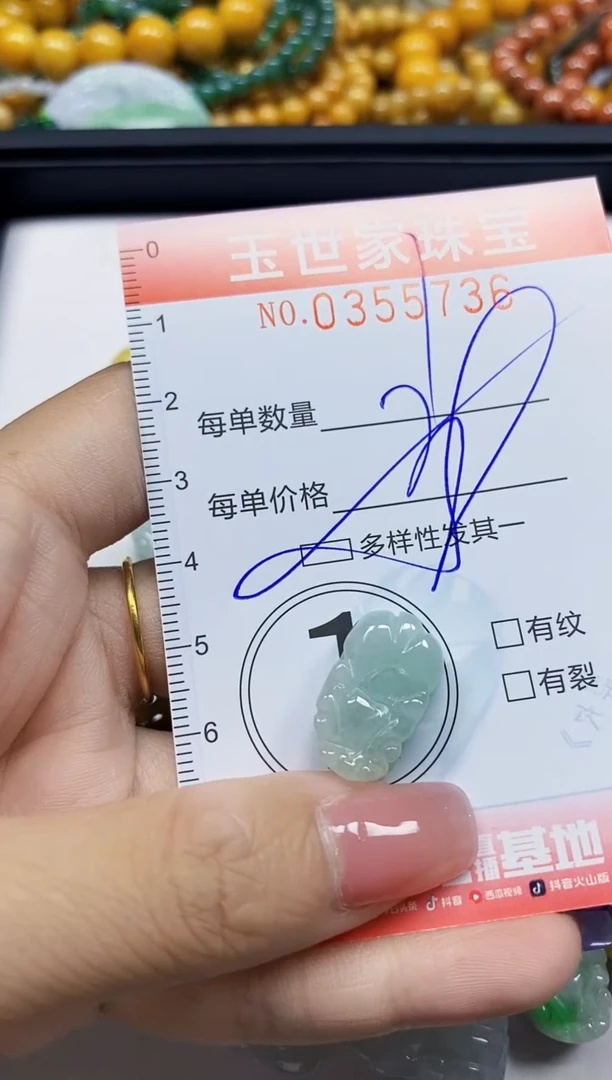 玉世家珠宝
NO.0355736
0
1
2
3
4
5
6
每单数量
每单价格
多样性发其一
1
有纹
有裂
播基地
抖音 西瓜视频 抖音火山版